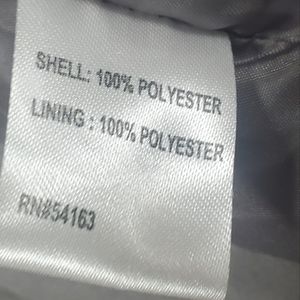 SHELL: 100% POLYESTER
LINING : 100% POLYESTER
RN#54163